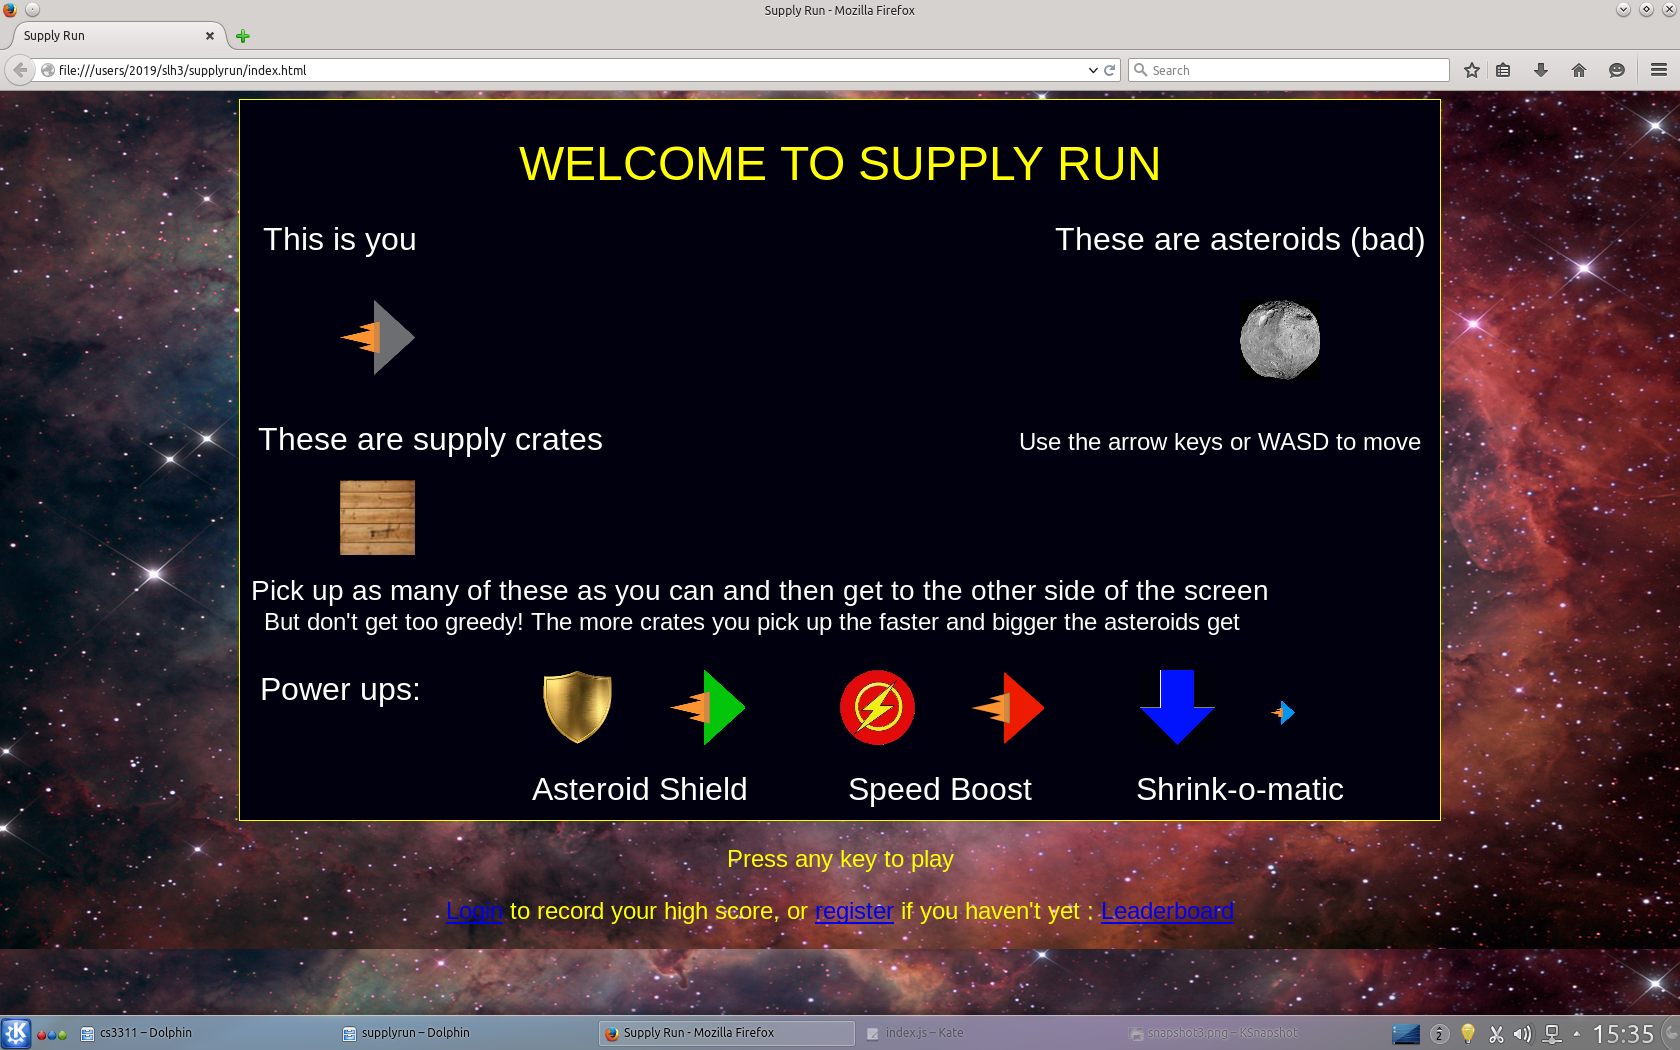 Supply Run - Mozilla Firefox
Supply Run
file:///users/2019/slh3/supplyrun/index.html
Search
WELCOME TO SUPPLY RUN
This is you
These are asteroids (bad)
These are supply crates
Use the arrow keys or WASD to move
Pick up as many of these as you can and then get to the other side of the screen
But don't get too greedy! The more crates you pick up the faster and bigger the asteroids get
Power ups:
Asteroid Shield
Speed Boost
Shrink-o-matic
Press any key to play
Login to record your high score, or register if you haven't yet : Leaderboard
cs3311 – Dolphin
supplyrun – Dolphin
Supply Run - Mozilla Firefox
index.js – Kate
snapshot3.png – KSnapshot
2
15:35